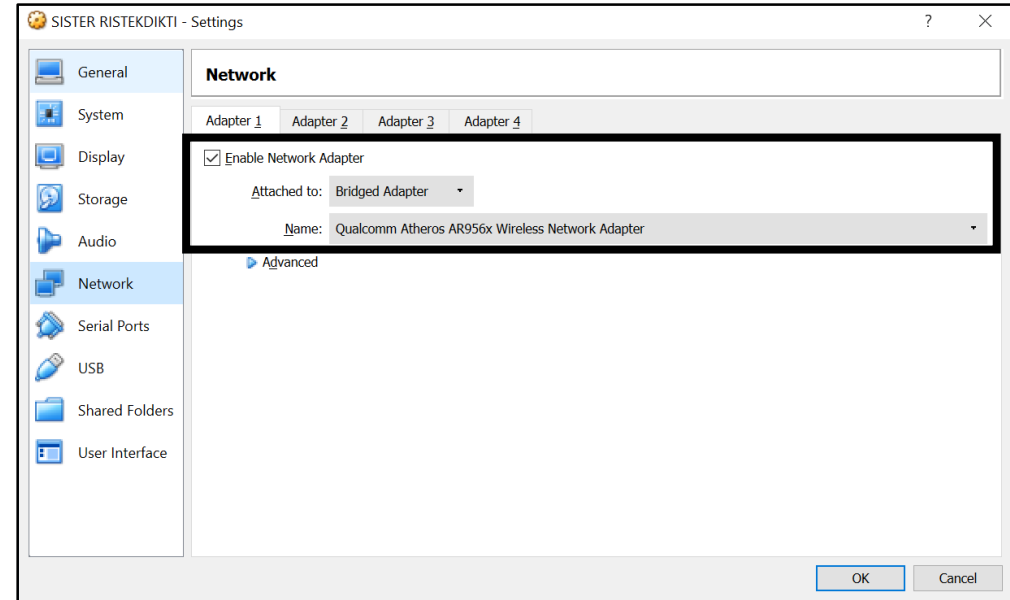 SISTER RISTEKDIKTI - Settings
?
General
System
Display
Storage
Audio
Network
Serial Ports
USB
Shared Folders
User Interface
Network
Adapter 1 Adapter 2 Adapter 3 Adapter 4
Enable Network Adapter
Attached to: Bridged Adapter
Name: Qualcomm Atheros AR956x Wireless Network Adapter
Advanced
OK Cancel